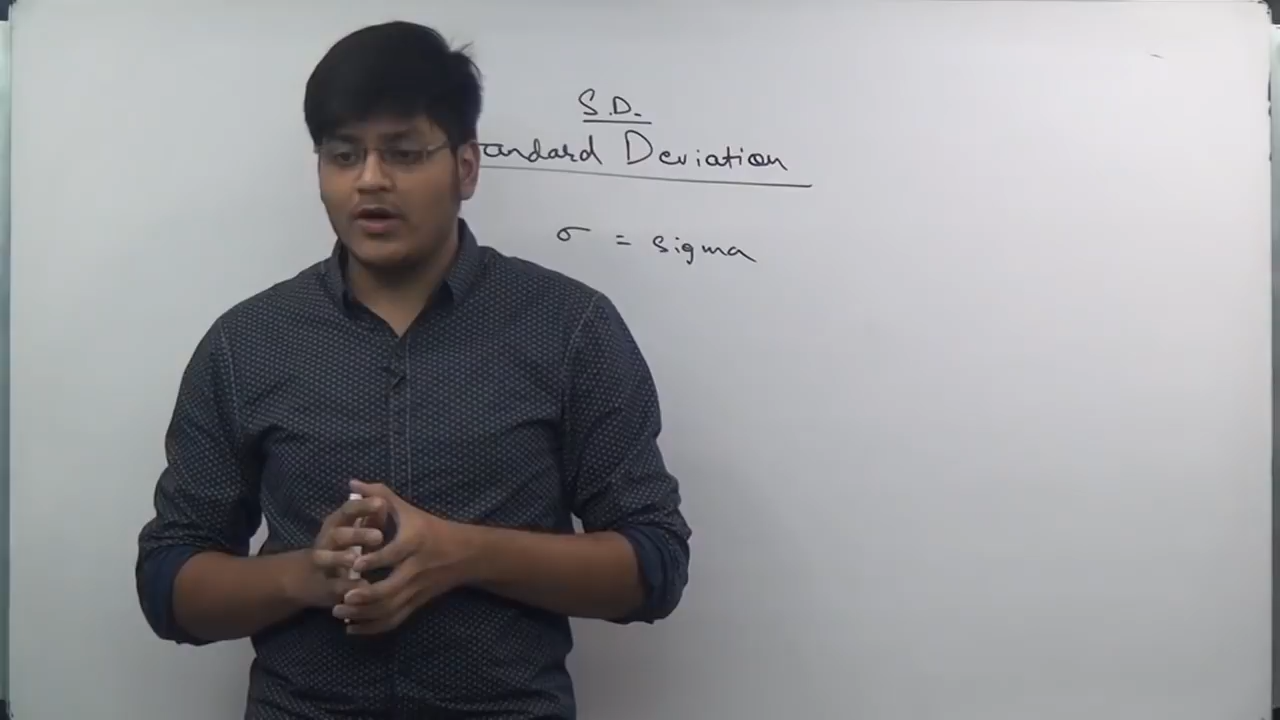 S.D.
andard Deviation
σ = sigma